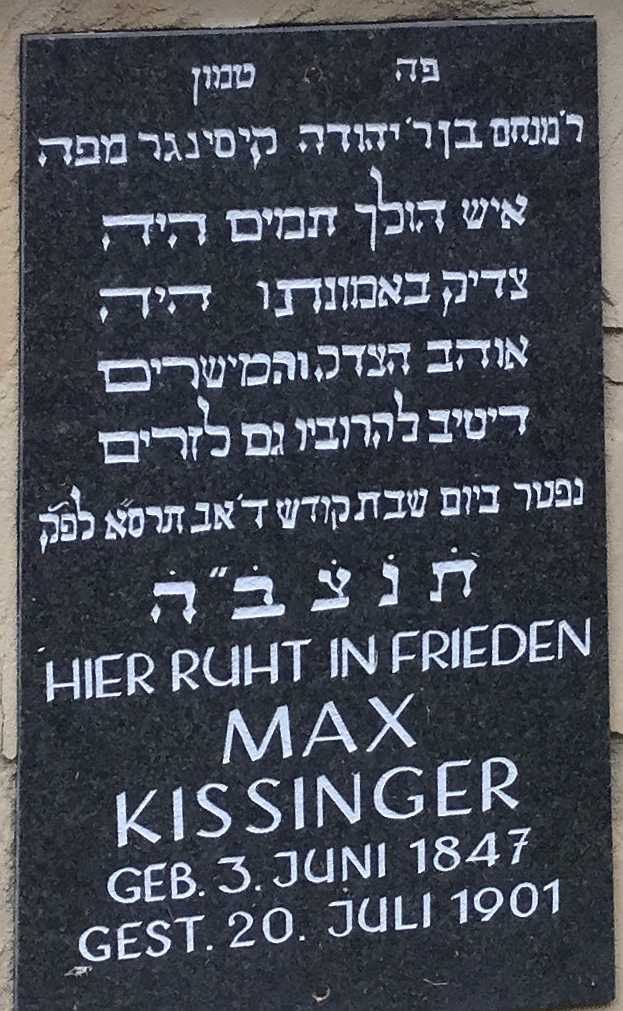 פה טמון
ר׳מנחם בן ר׳ יהודה קיסינגר מפה
איש הולך תמים היה
צדיק באמונתו היה
אוהב הצדק והמישרים
דיטיב להרוביו גם לזרים
נפטר ביום שבת קודש ד׳אב תרסא לפק
ת נ צ ב״ה
HIER RUHT IN FRIEDEN
MAX
KISSINGER
GEB. 3. JUNI 1847
GEST. 20. JULI 1901